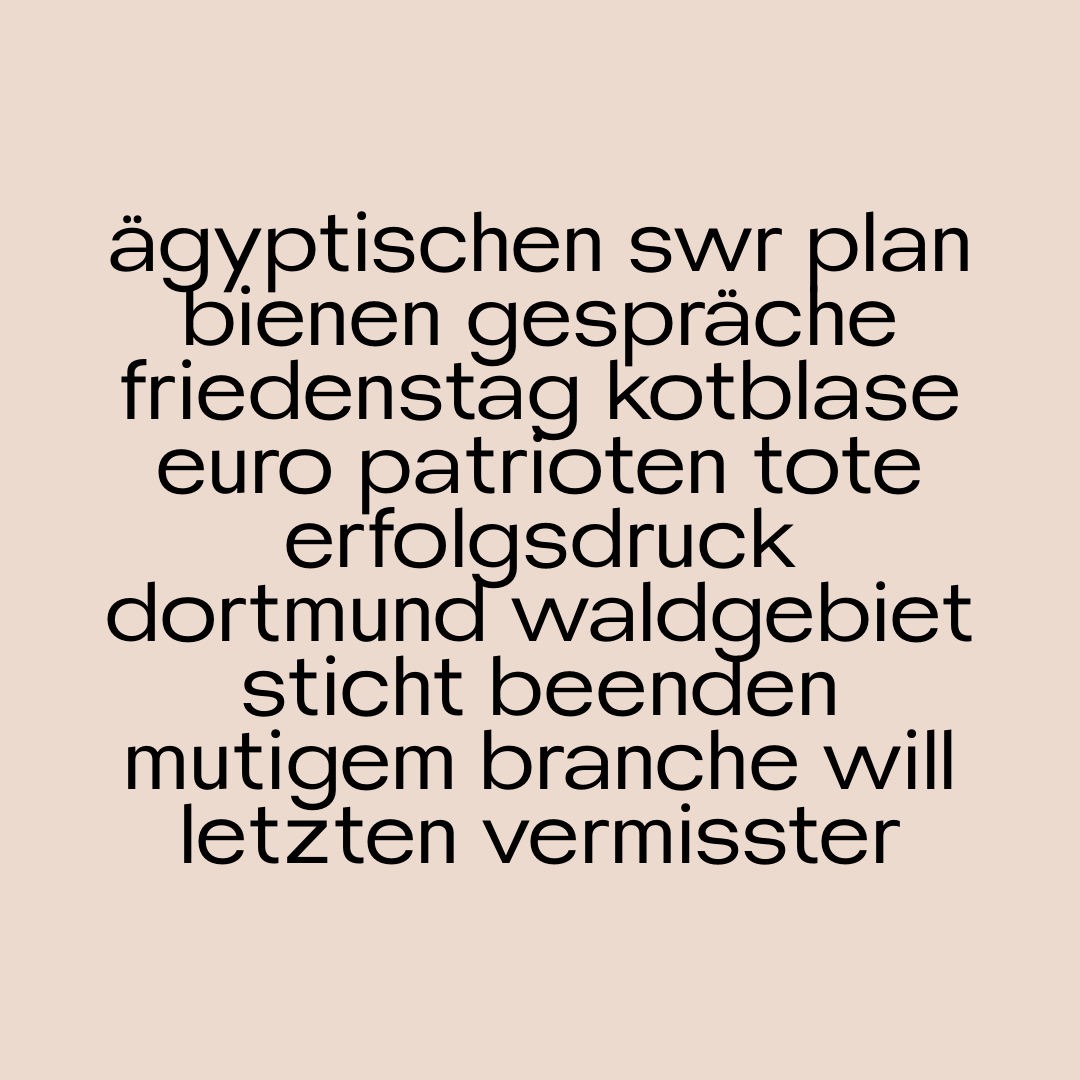 ägyptischen swr plan
bienen gespräche
friedenstag kotblase
euro patrioten tote
erfolgsdruck
dortmund waldgebiet
sticht beenden
mutigem branche will
letzten vermisster